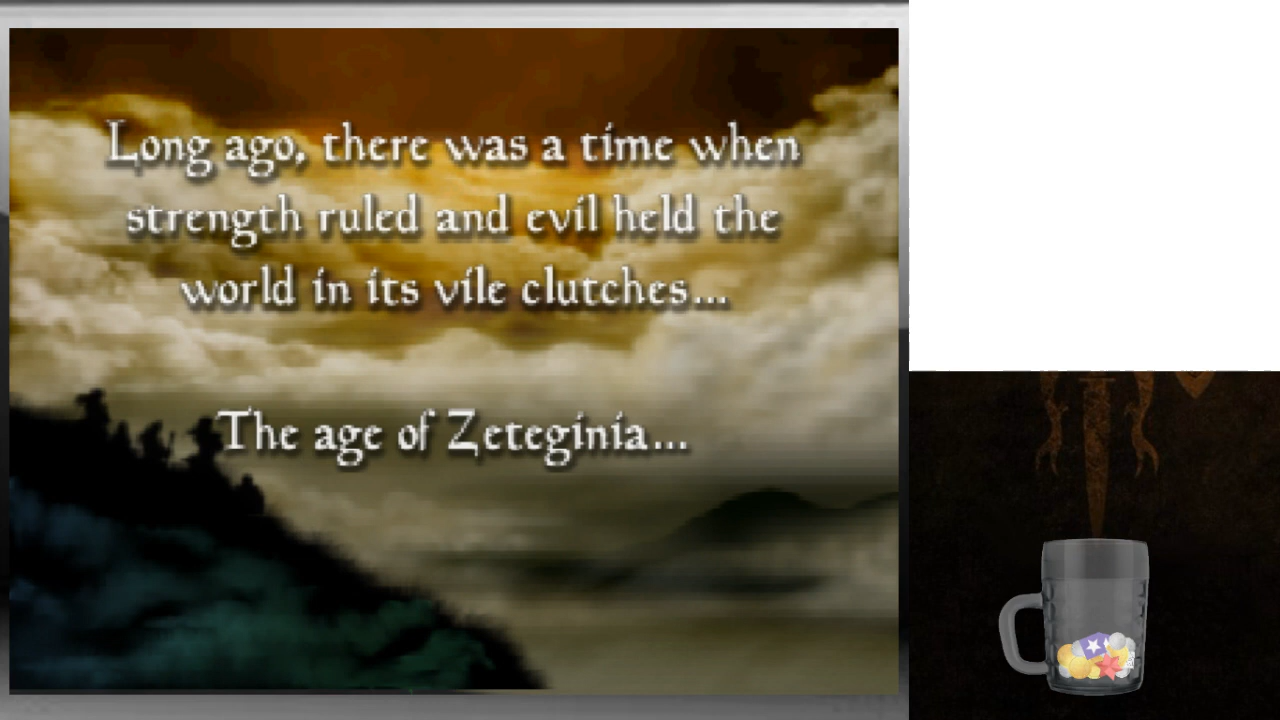 Long ago, there was a time when
strength ruled and evil held the
world in its vile clutches...
The age of Zeteginia...